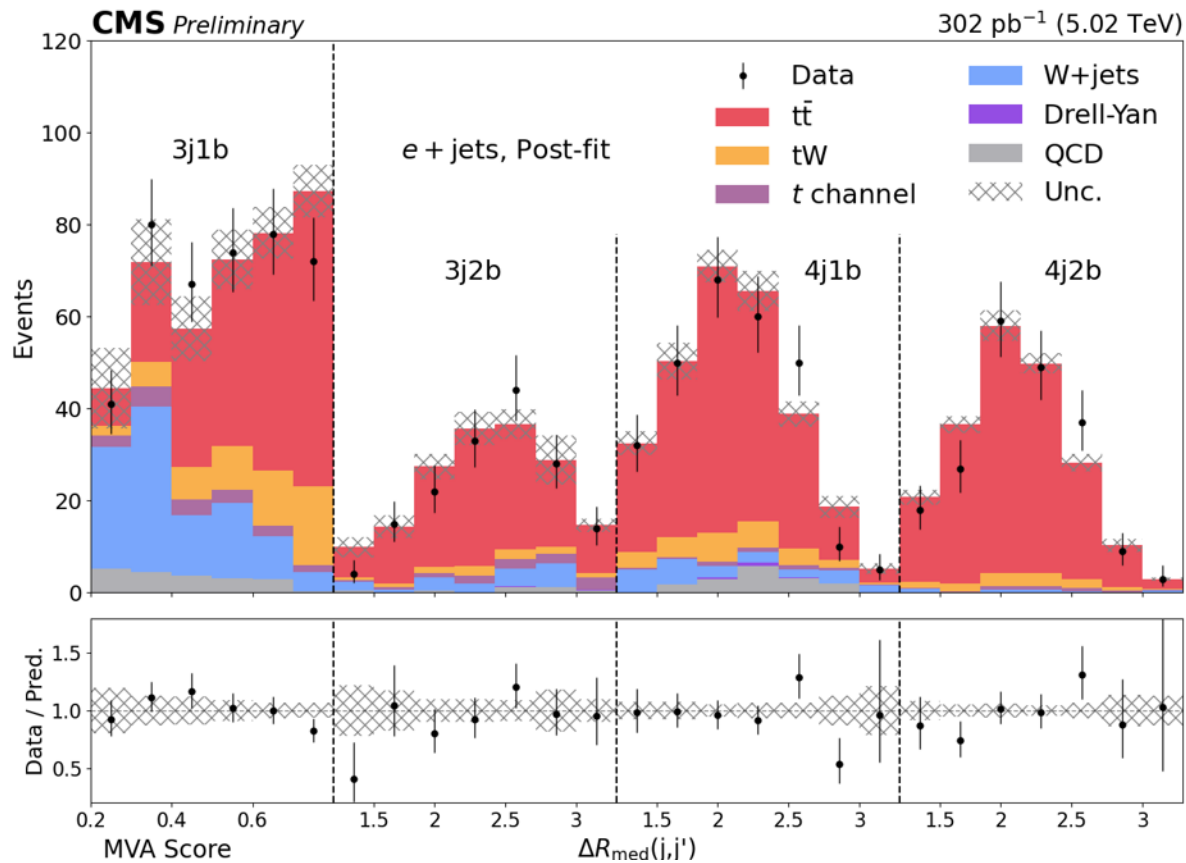 CMS Preliminary 302 pb⁻¹ (5.02 TeV)
120
100
80
60
40
20
0
Events
Data
tt̄
tW
t channel
W+jets
Drell-Yan
QCD
Unc.
3j1b
e + jets, Post-fit
3j2b
4j1b
4j2b
1.5
1.0
0.5
Data / Pred.
0.2 0.4 0.6 1.5 2 2.5 3 1.5 2 2.5 3 1.5 2 2.5 3
MVA Score
ΔR_med(j,j')